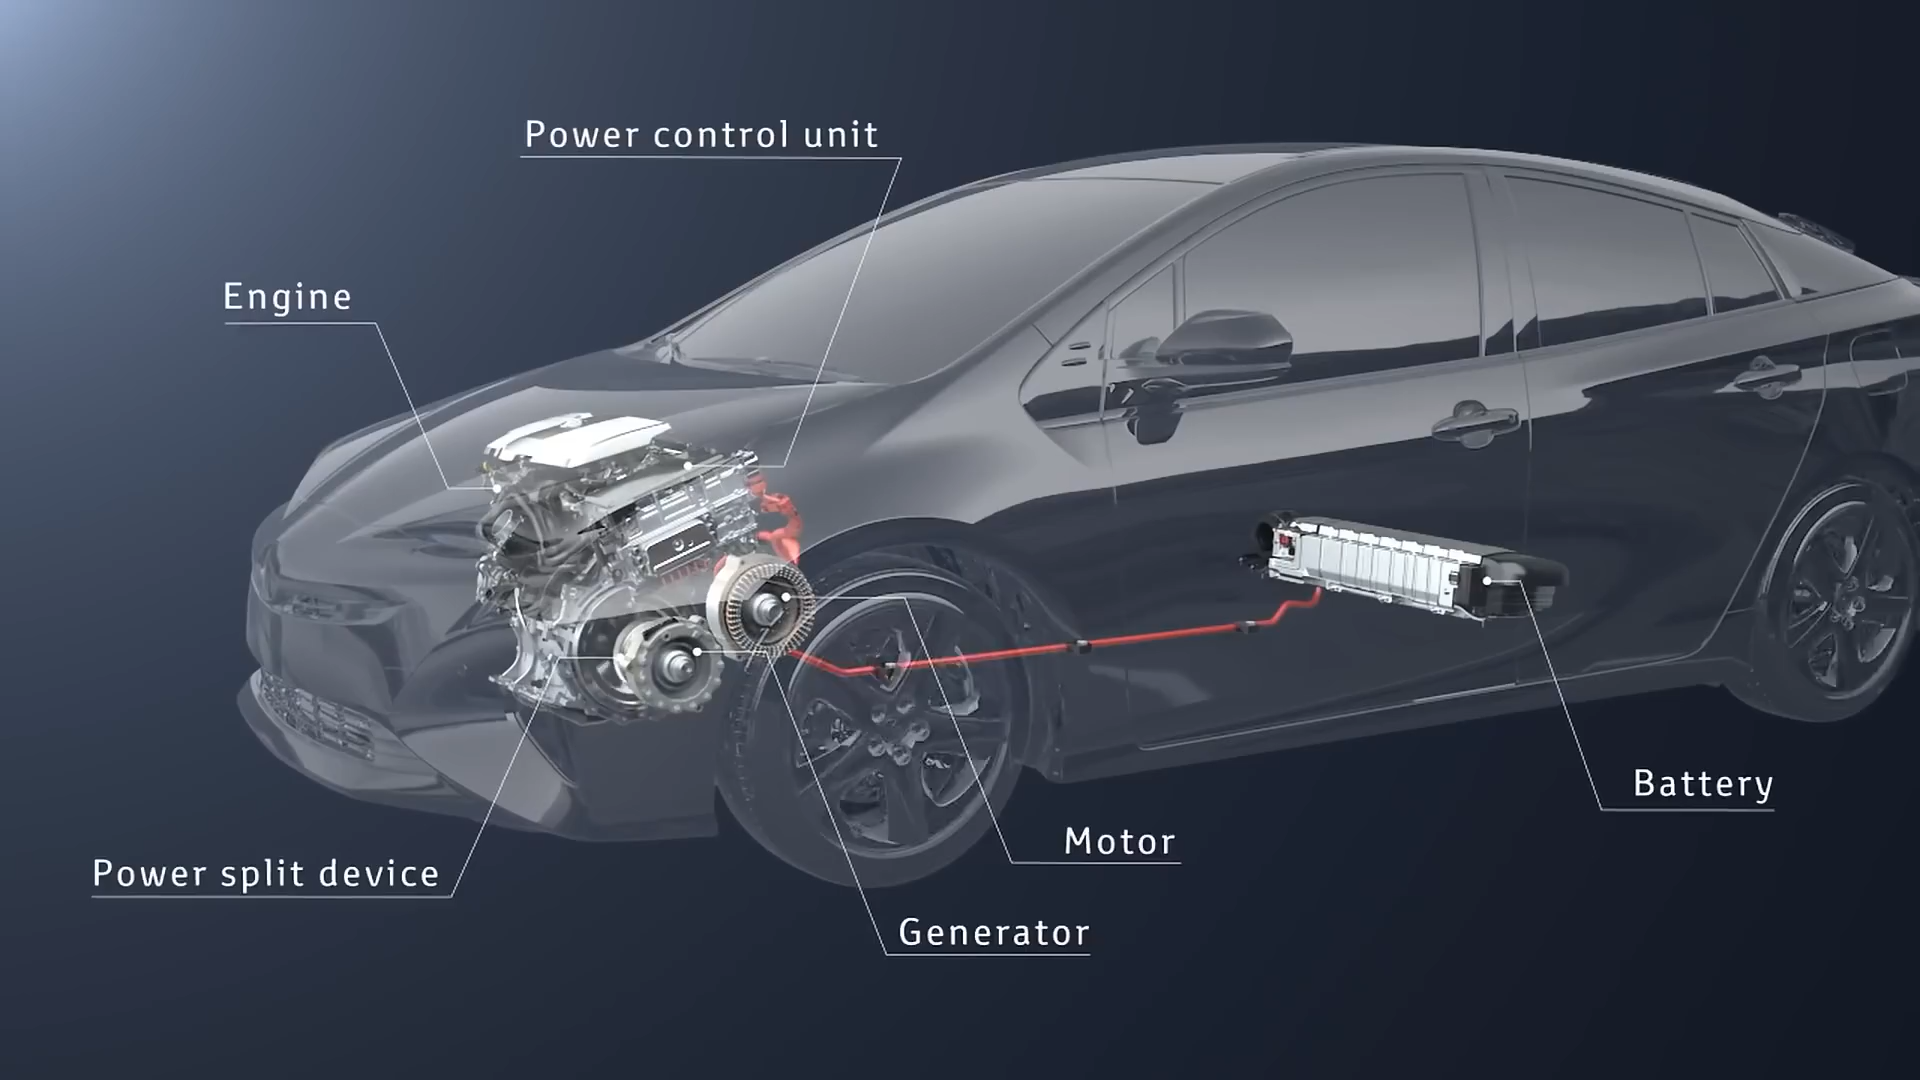 Power control unit
Engine
Battery
Motor
Power split device
Generator